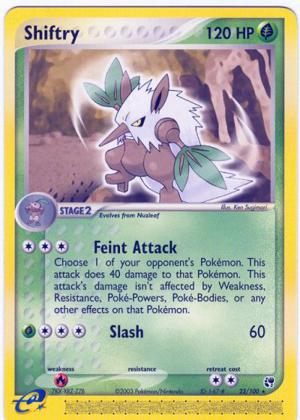 Shiftry
120 HP
Illus. Ken Sugimori
STAGE 2
Evolves from Nuzleaf
Feint Attack
Choose 1 of your opponent's Pokémon. This
attack does 40 damage to that Pokémon. This
attack's damage isn't affected by Weakness,
Resistance, Poké-Powers, Poké-Bodies, or any
other effects on that Pokémon.
Slash 60
weakness resistance retreat cost
©2003 Pokémon/Nintendo
22/100
e